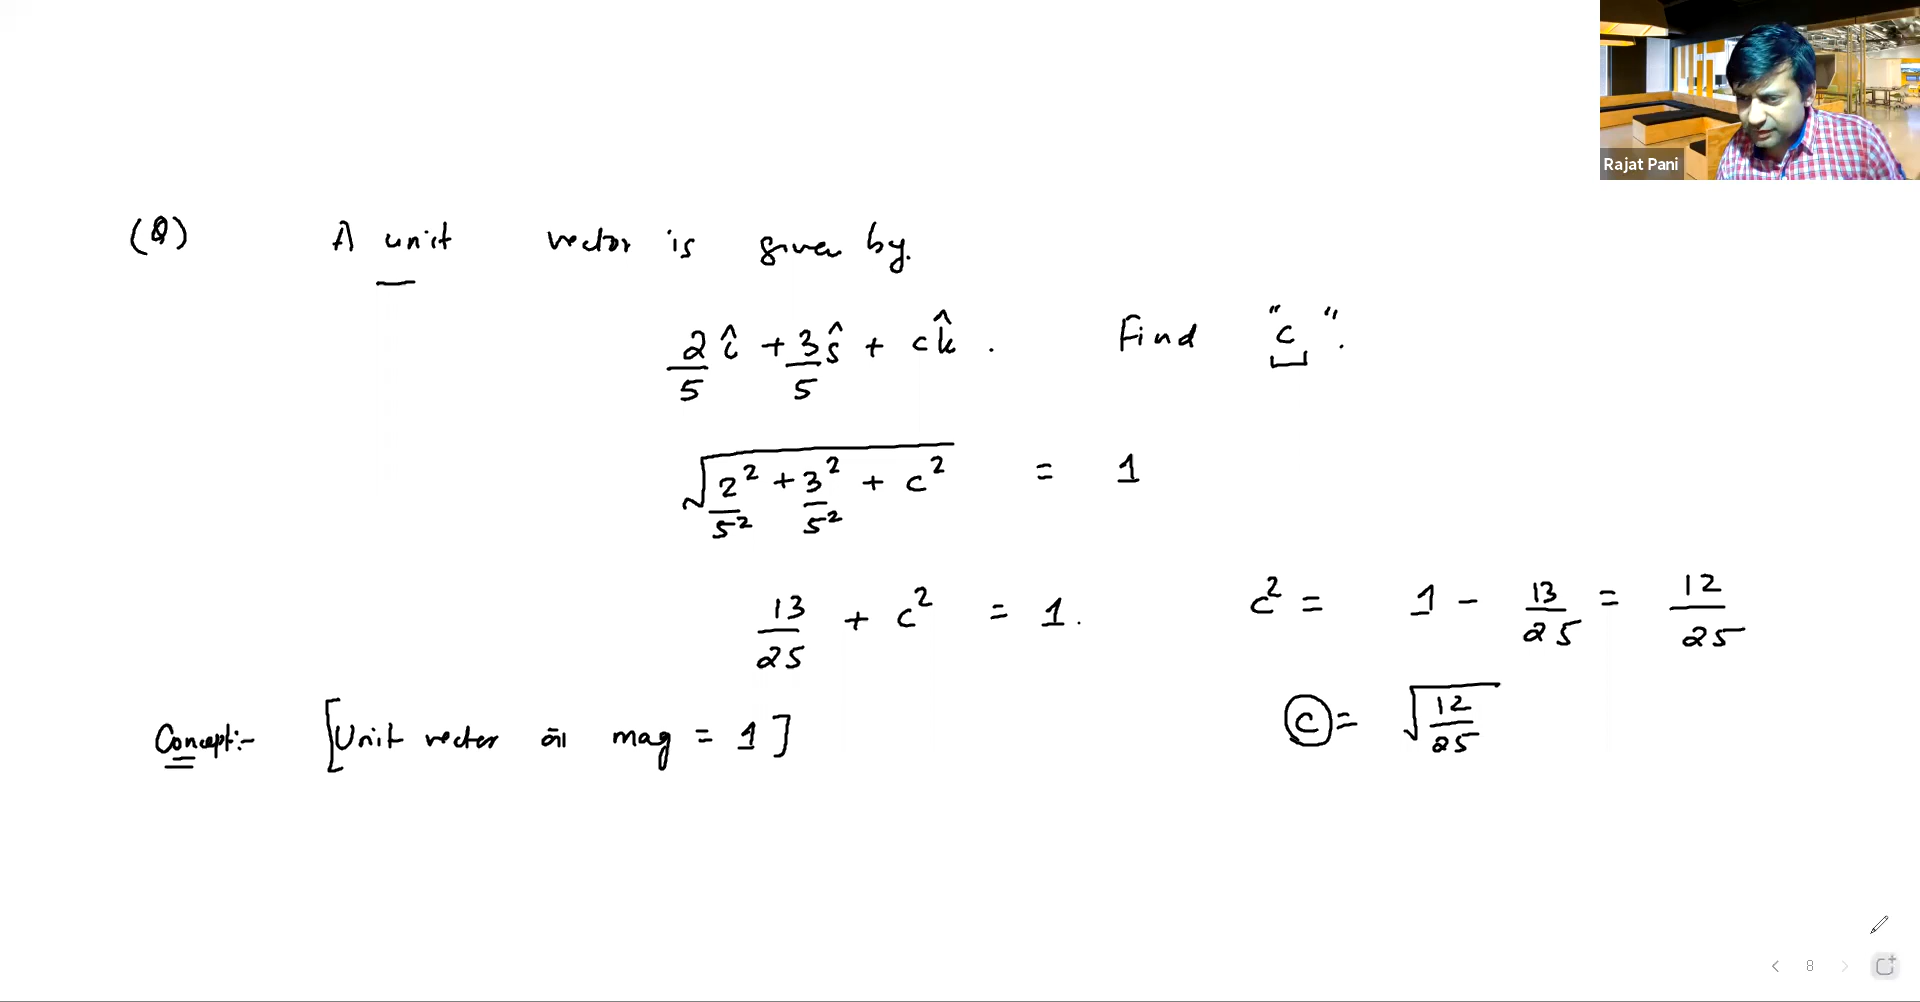 Rajat Pani
(Q) A unit vector is given by.
2/5 î + 3/5 ĵ + c k̂ . Find "c".
√(2²/5² + 3²/5² + c²) = 1
13/25 + c² = 1. c² = 1 - 13/25 = 12/25
c = √(12/25)
Concept:- [Unit vector का mag = 1]
8